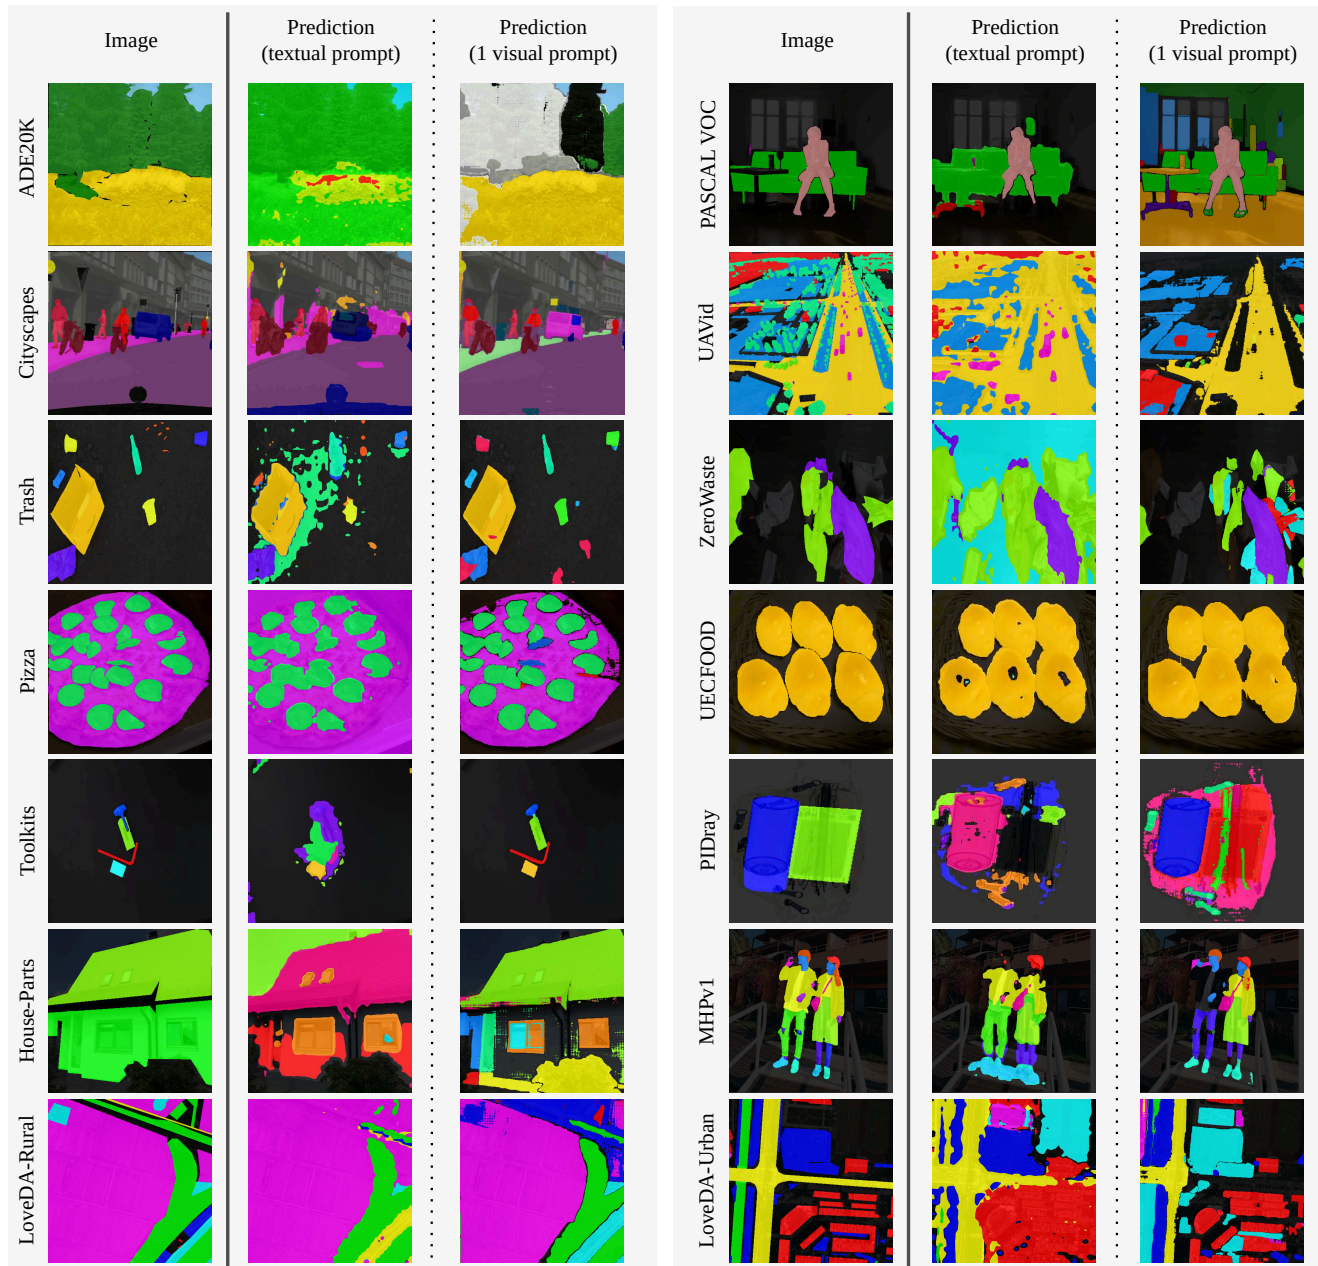 Image
Prediction
(textual prompt)
Prediction
(1 visual prompt)
ADE20K
Cityscapes
Trash
Pizza
Toolkits
House-Parts
LoveDA-Rural
Image
Prediction
(textual prompt)
Prediction
(1 visual prompt)
PASCAL VOC
UAVid
ZeroWaste
UECFOOD
PIDray
MHPv1
LoveDA-Urban